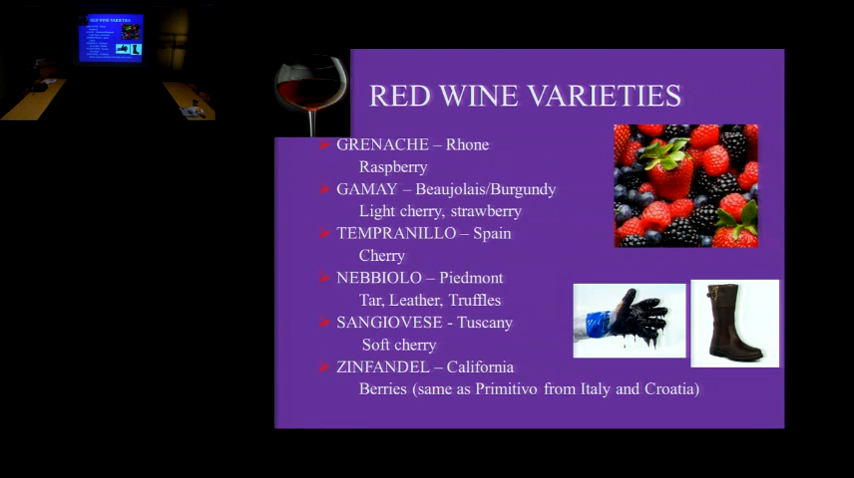 RED WINE VARIETIES
GRENACHE – Rhone
Raspberry
GAMAY – Beaujolais/Burgundy
Light cherry, strawberry
TEMPRANILLO – Spain
Cherry
NEBBIOLO – Piedmont
Tar, Leather, Truffles
SANGIOVESE - Tuscany
Soft cherry
ZINFANDEL – California
Berries (same as Primitivo from Italy and Croatia)